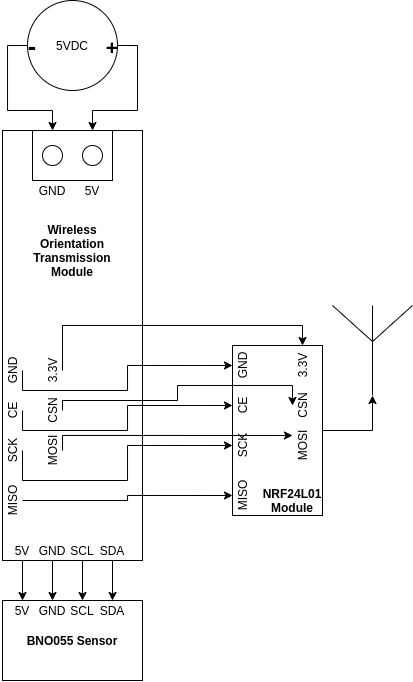 - 5VDC +
GND 5V
Wireless
Orientation
Transmission
Module
GND 3.3V
CE CSN
SCK MOSI
MISO
GND 3.3V
CE CSN
SCK MOSI
MISO
NRF24L01
Module
5V GND SCL SDA
5V GND SCL SDA
BNO055 Sensor